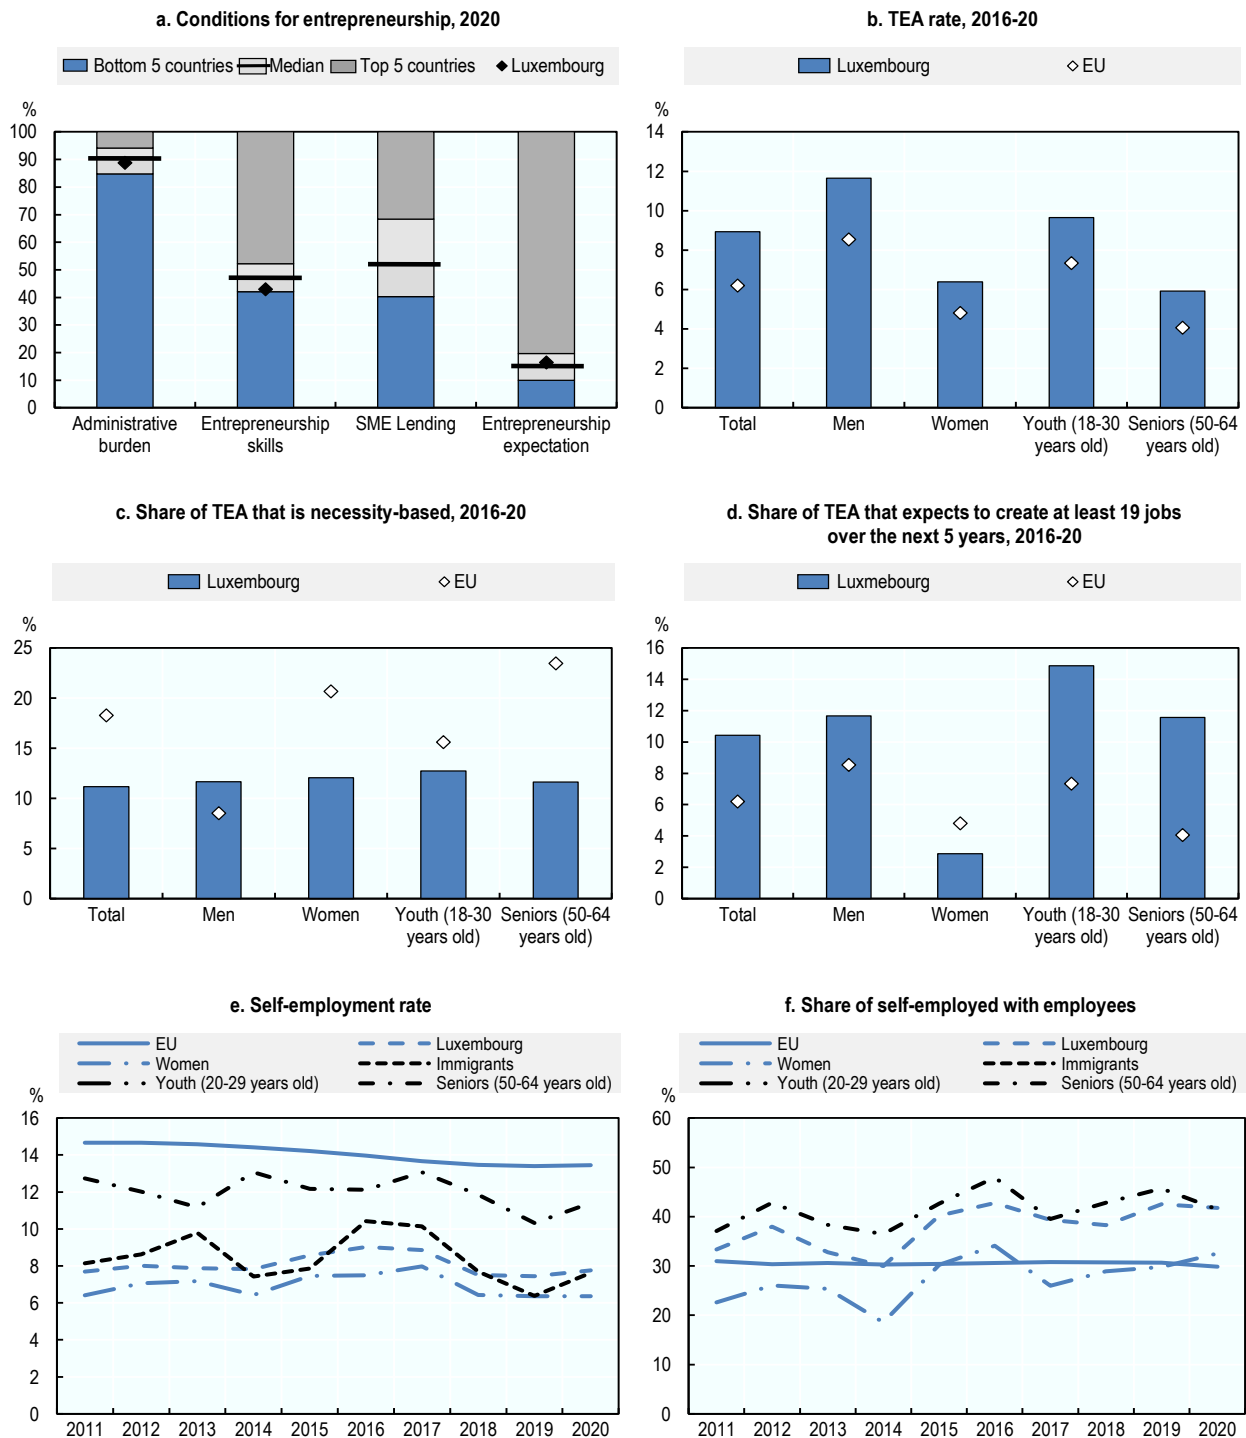 a. Conditions for entrepreneurship, 2020
Bottom 5 countries Median Top 5 countries Luxembourg
%
100
90
80
70
60
50
40
30
20
10
0
Administrative burden
Entrepreneurship skills
SME Lending
Entrepreneurship expectation
b. TEA rate, 2016-20
Luxembourg EU
%
14
12
10
8
6
4
2
0
Total
Men
Women
Youth (18-30 years old)
Seniors (50-64 years old)
c. Share of TEA that is necessity-based, 2016-20
Luxembourg EU
%
25
20
15
10
5
0
Total
Men
Women
Youth (18-30 years old)
Seniors (50-64 years old)
d. Share of TEA that expects to create at least 19 jobs
over the next 5 years, 2016-20
Luxmebourg EU
%
16
14
12
10
8
6
4
2
0
Total
Men
Women
Youth (18-30 years old)
Seniors (50-64 years old)
e. Self-employment rate
EU Luxembourg
Women Immigrants
Youth (20-29 years old) Seniors (50-64 years old)
%
16
14
12
10
8
6
4
2
0
2011 2012 2013 2014 2015 2016 2017 2018 2019 2020
f. Share of self-employed with employees
EU Luxembourg
Women Immigrants
Youth (20-29 years old) Seniors (50-64 years old)
%
60
50
40
30
20
10
0
2011 2012 2013 2014 2015 2016 2017 2018 2019 2020